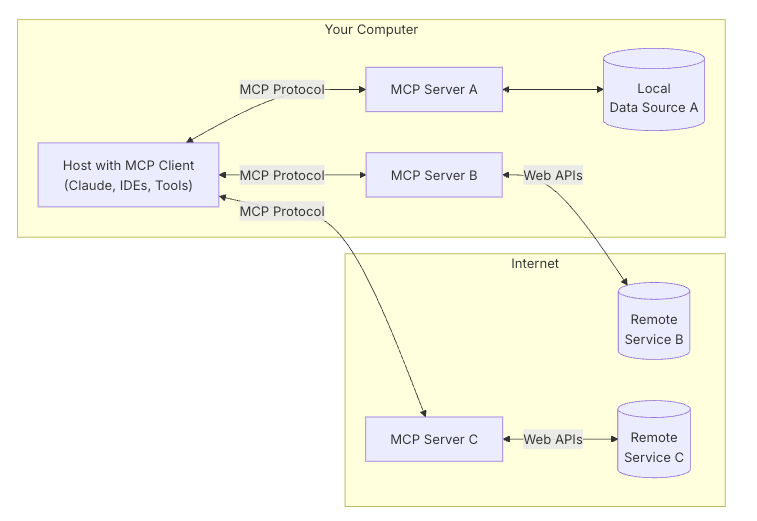 Your Computer
MCP Protocol
MCP Server A
Local
Data Source A
Host with MCP Client
(Claude, IDEs, Tools)
MCP Protocol
MCP Server B
Web APIs
MCP Protocol
Internet
Remote
Service B
MCP Server C
Web APIs
Remote
Service C